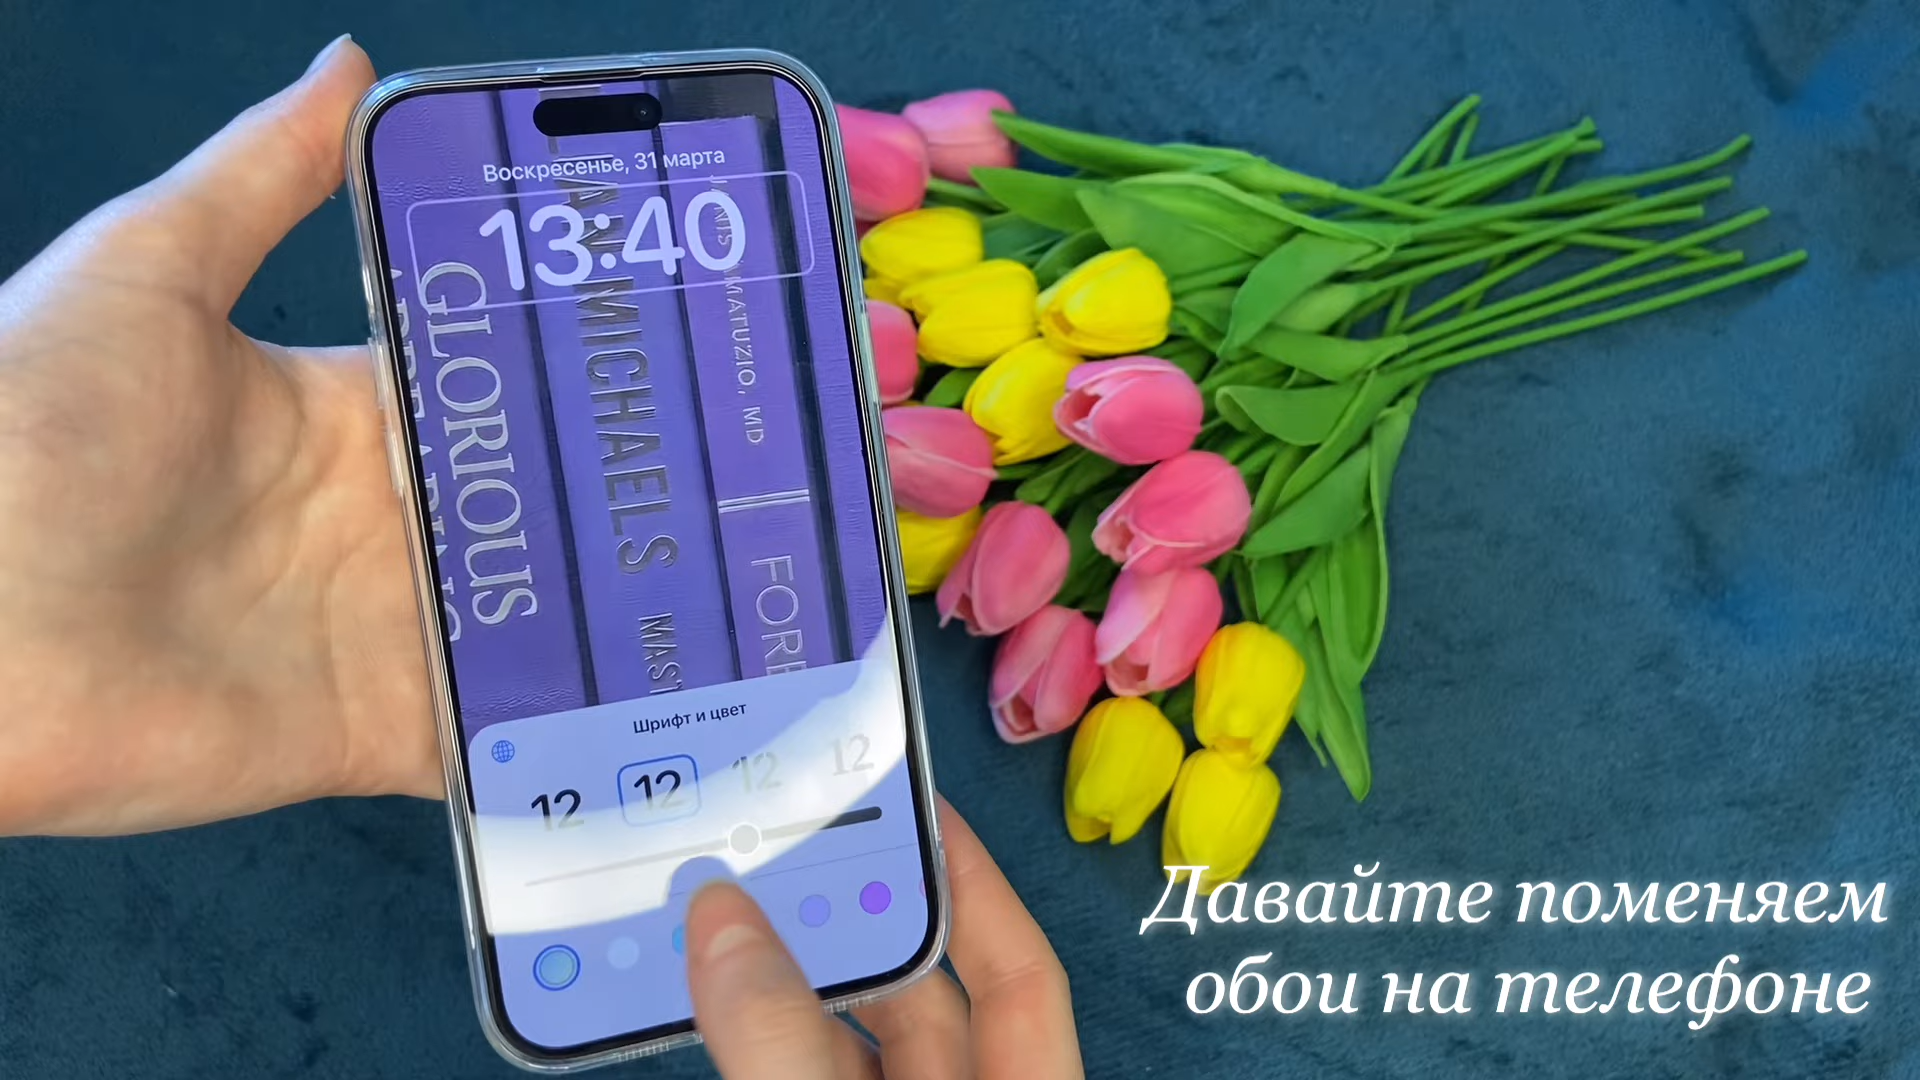 Воскресенье, 31 марта
13:40
GLORIOUS
MICHAELS
MATUZIO, MD
Шрифт и цвет
12 12 12 12
Давайте поменяем
обои на телефоне